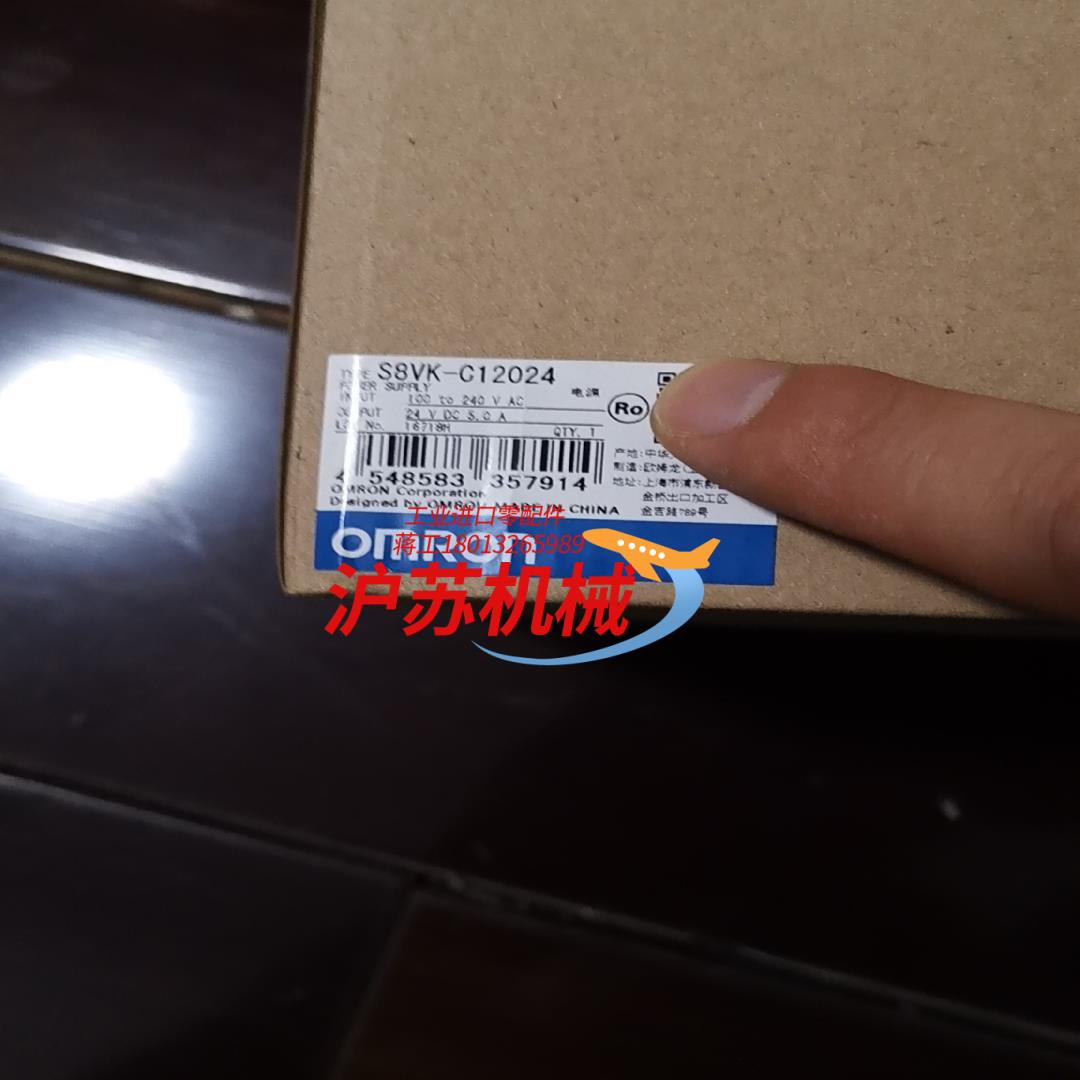 TYPE S8VK-C12024
POWER SUPPLY 电源
INPUT 100 to 240 V AC
OUTPUT 24 V DC 5.0 A
LOT No. 16718H QTY. 1
Ro
4 548583 357914
OMRON Corporation
Designed by OMRON MADE IN CHINA
产地:中华
制造:欧姆龙(
地址:上海市浦东新
金桥出口加工区
金吉路789号
OMRON
工业进口零配件
蒋工18013265989
沪苏机械